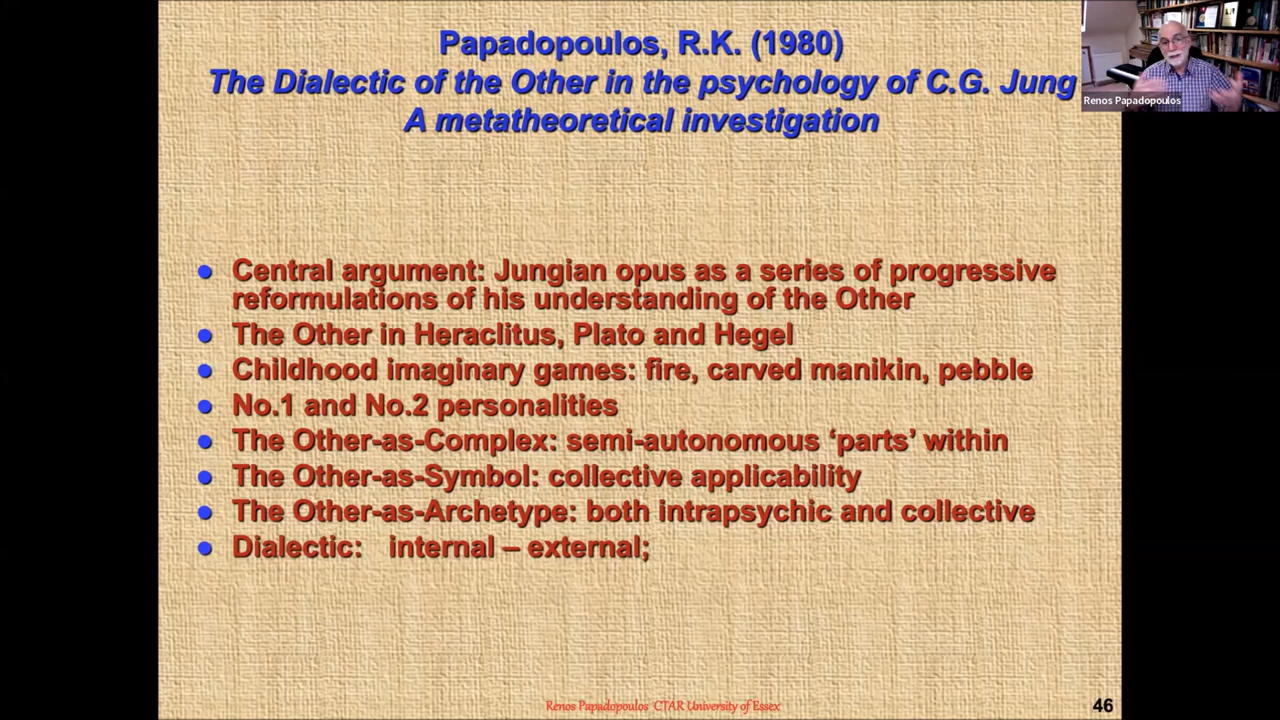 Papadopoulos, R.K. (1980)
The Dialectic of the Other in the psychology of C.G. Jung
A metatheoretical investigation
Renos Papadopoulos
Central argument: Jungian opus as a series of progressive
reformulations of his understanding of the Other
The Other in Heraclitus, Plato and Hegel
Childhood imaginary games: fire, carved manikin, pebble
No.1 and No.2 personalities
The Other-as-Complex: semi-autonomous ‘parts’ within
The Other-as-Symbol: collective applicability
The Other-as-Archetype: both intrapsychic and collective
Dialectic: internal – external;
Renos Papadopoulos CTAR University of Essex
46